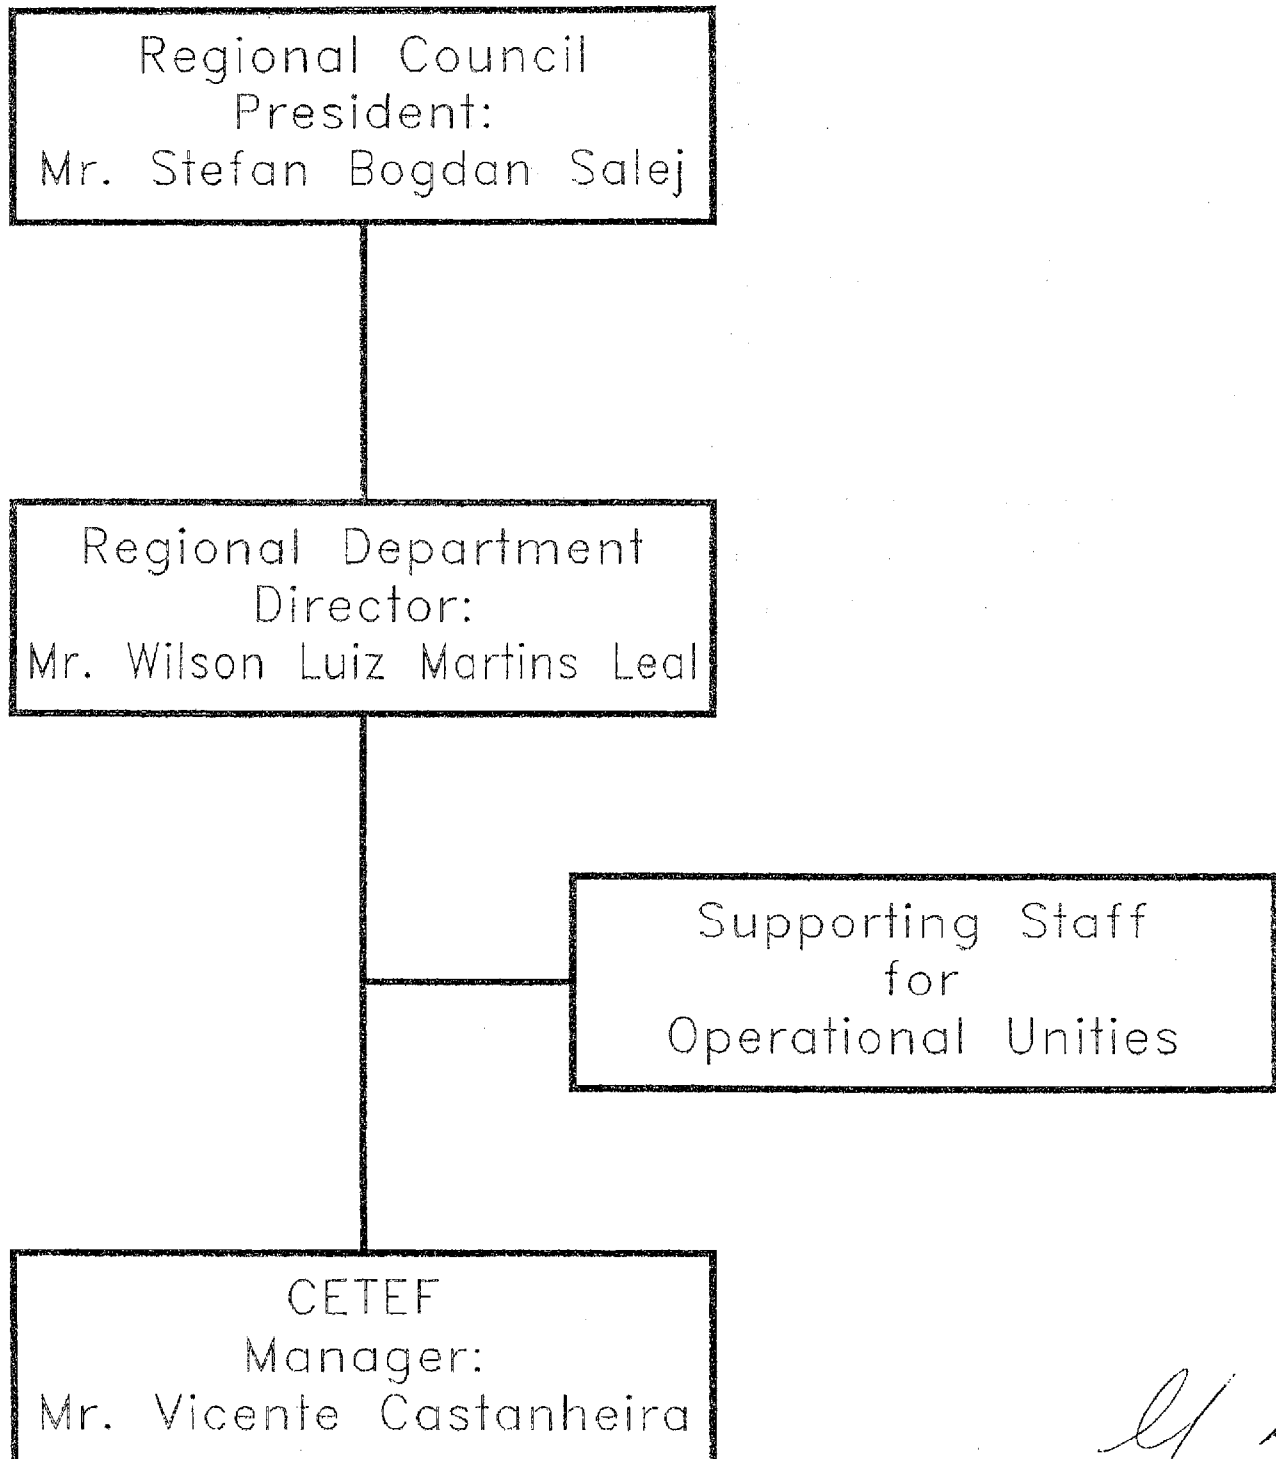 Regional Council
President:
Mr. Stefan Bogdan Salej
Regional Department
Director:
Mr. Wilson Luiz Martins Leal
Supporting Staff
for
Operational Unities
CETEF
Manager:
Mr. Vicente Castanheira